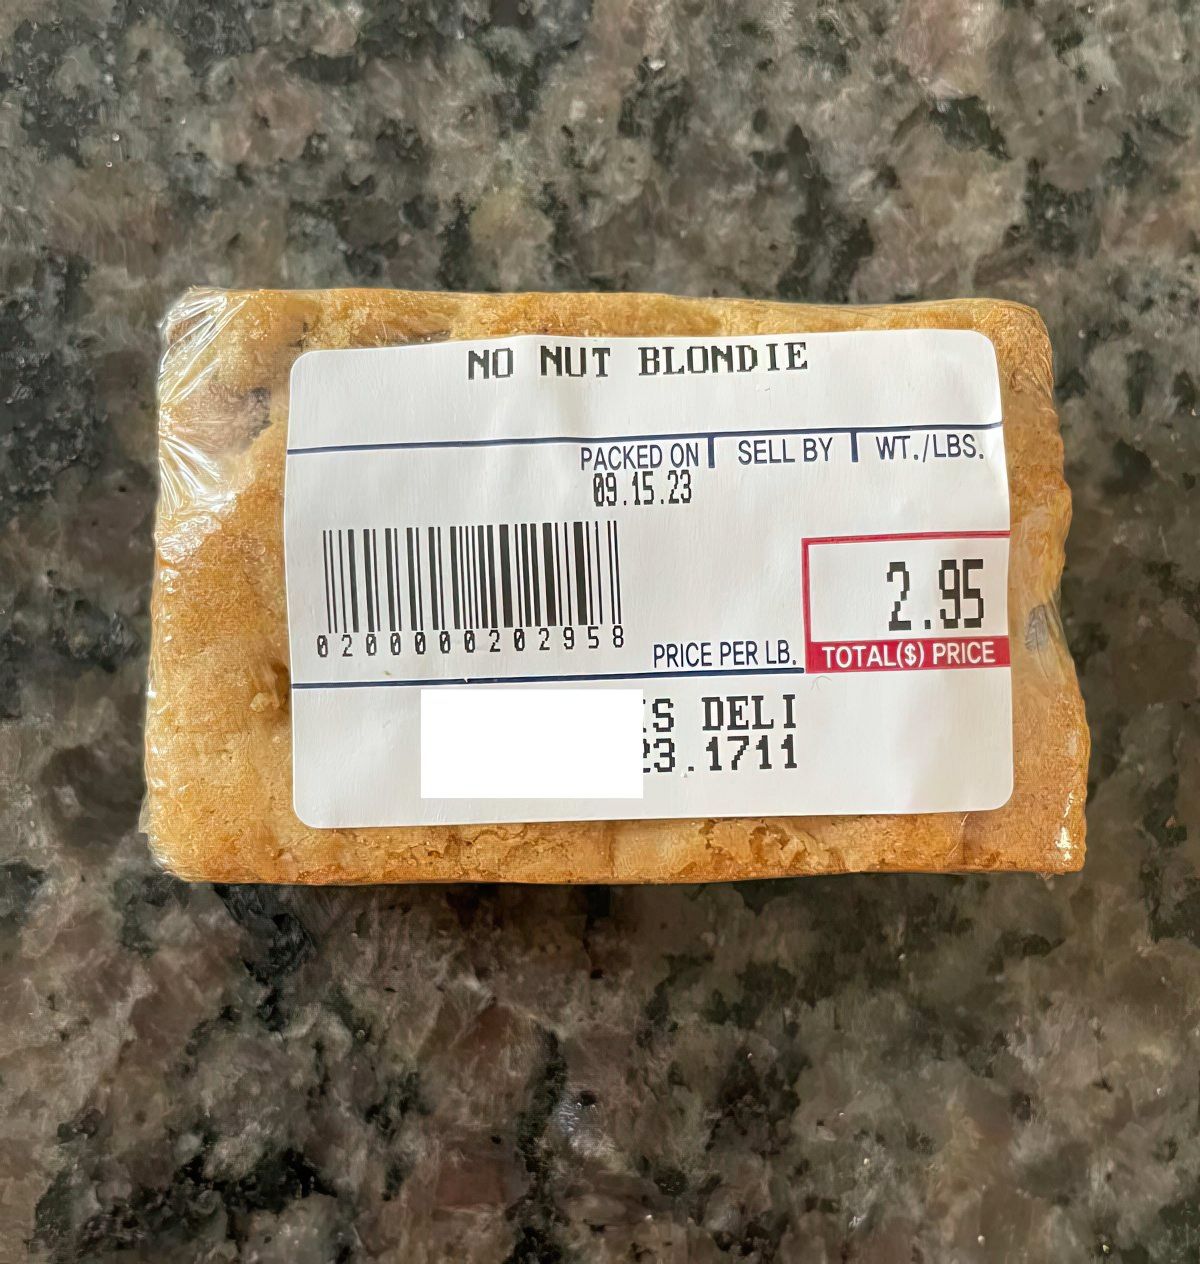 NO NUT BLONDIE
PACKED ON SELL BY WT./LBS.
09.15.23
2.95
0200000202958
PRICE PER LB. TOTAL($) PRICE
DELI
.1711